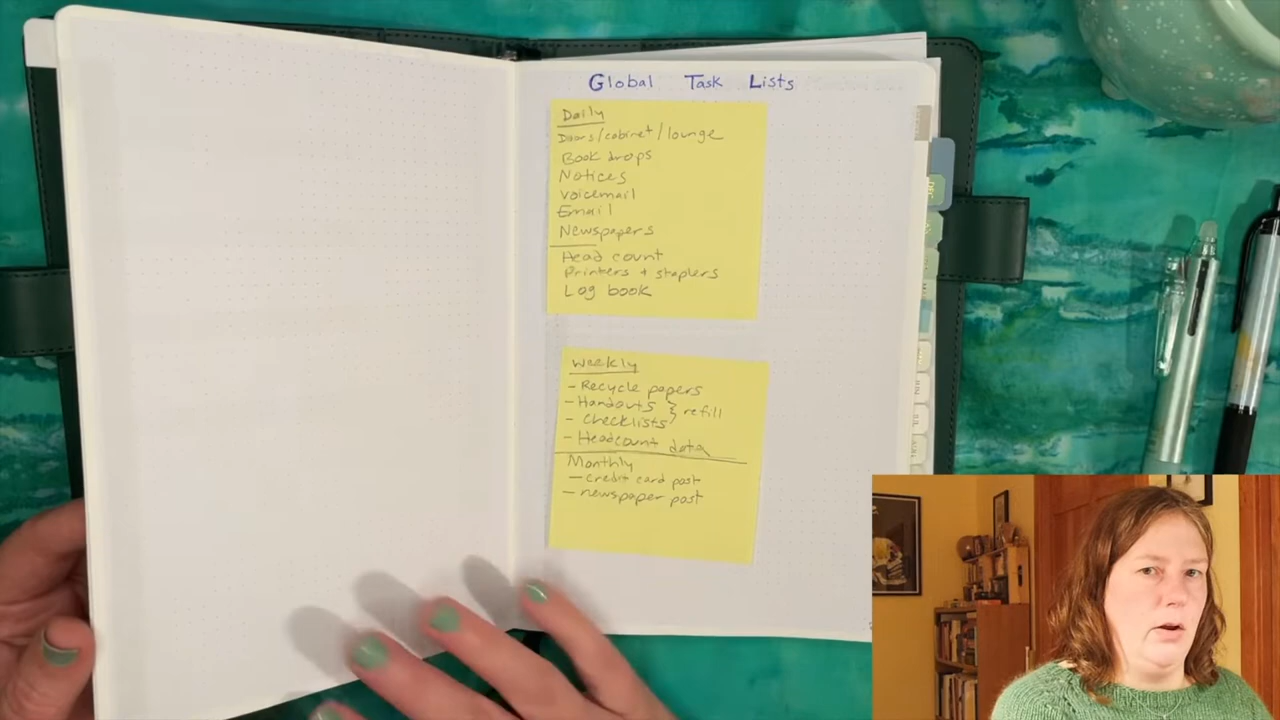 Global Task Lists
Daily
Doors/cabinet/lounge
Book drops
Notices
Voicemail
Email
Newspapers
Head count
Printers + staplers
Log book
Weekly
- Recycle papers
- Handouts } refill
- Checklists
- Headcount data
Monthly
- credit card post
- newspaper post